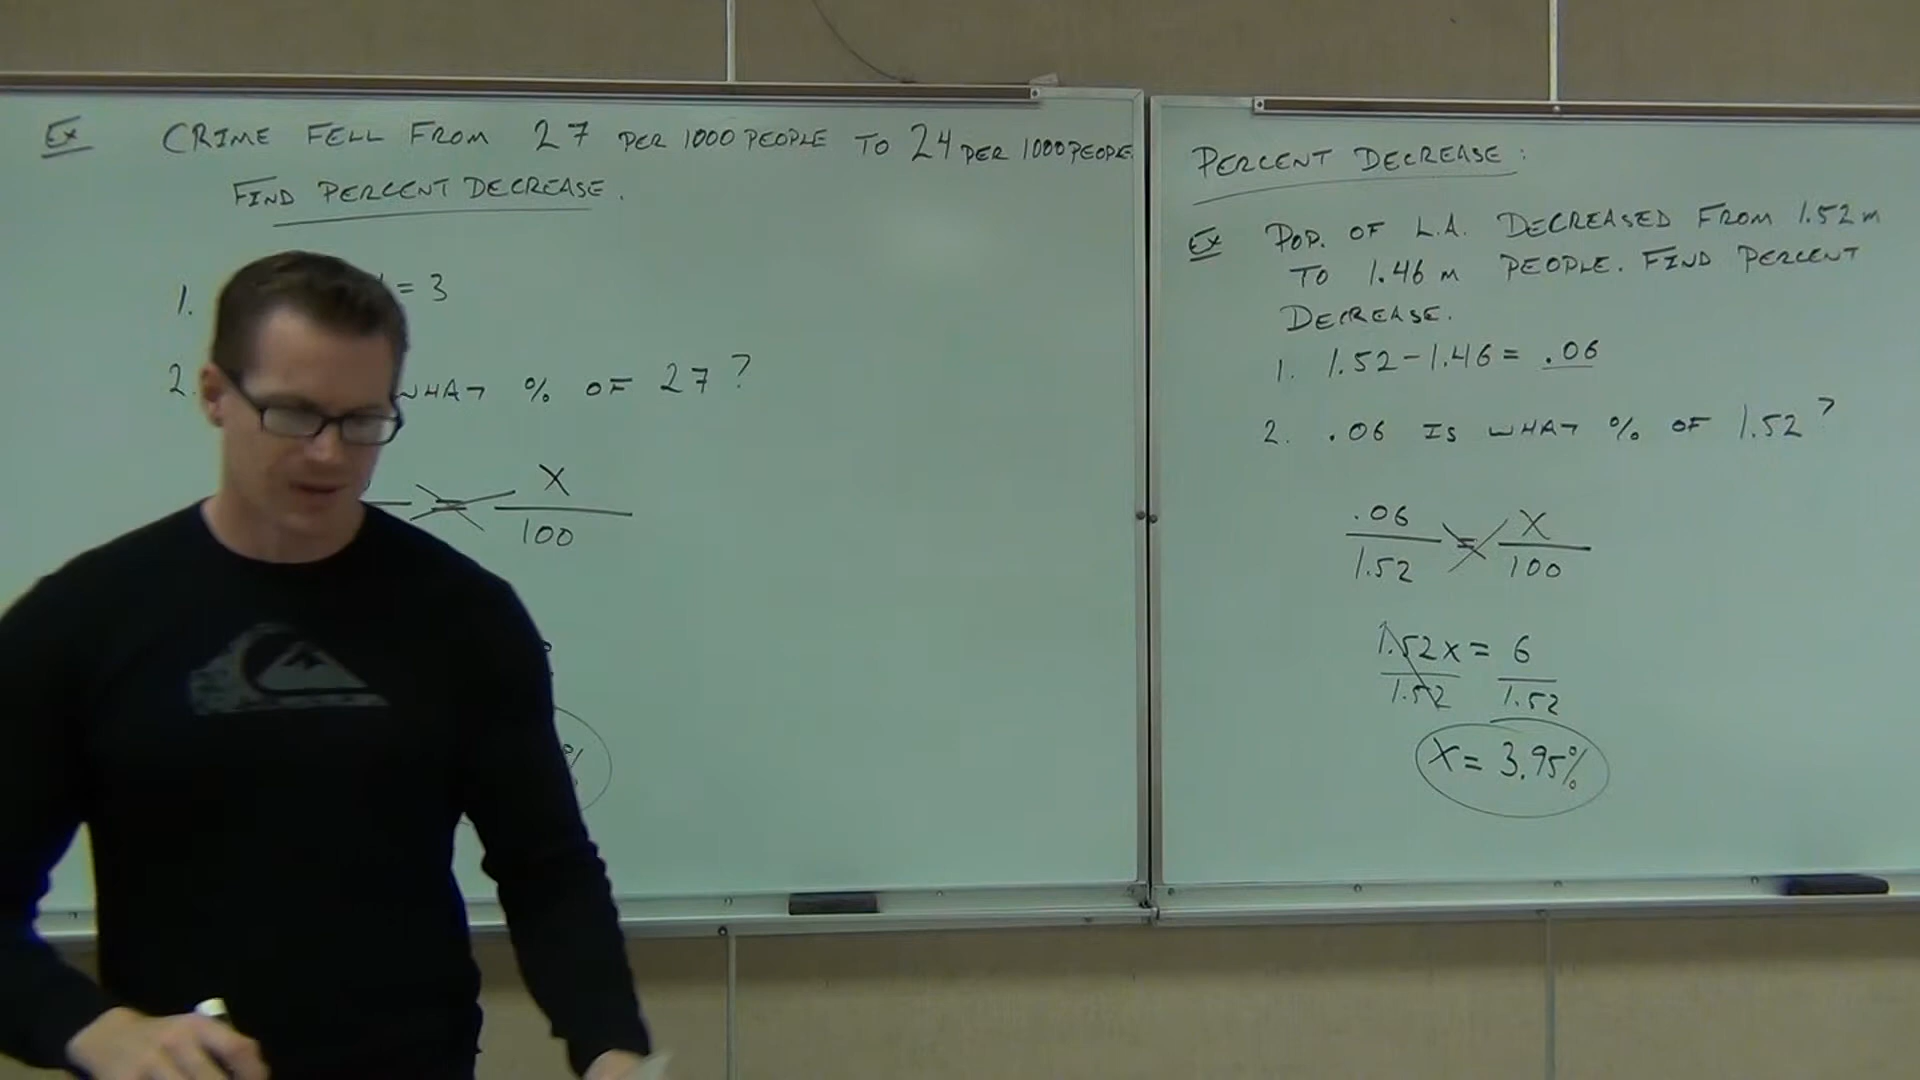 Ex CRIME FELL FROM 27 PER 1000 PEOPLE TO 24 PER 1000 PEOPLE
FIND PERCENT DECREASE.
1. = 3
2. WHAT % OF 27?
= X
100
%
PERCENT DECREASE:
Ex POP. OF L.A. DECREASED FROM 1.52 M
TO 1.46 M PEOPLE. FIND PERCENT
DECREASE.
1. 1.52 - 1.46 = .06
2. .06 IS WHAT % OF 1.52?
.06 = X
1.52 100
1.52x = 6
1.52 1.52
X = 3.95%